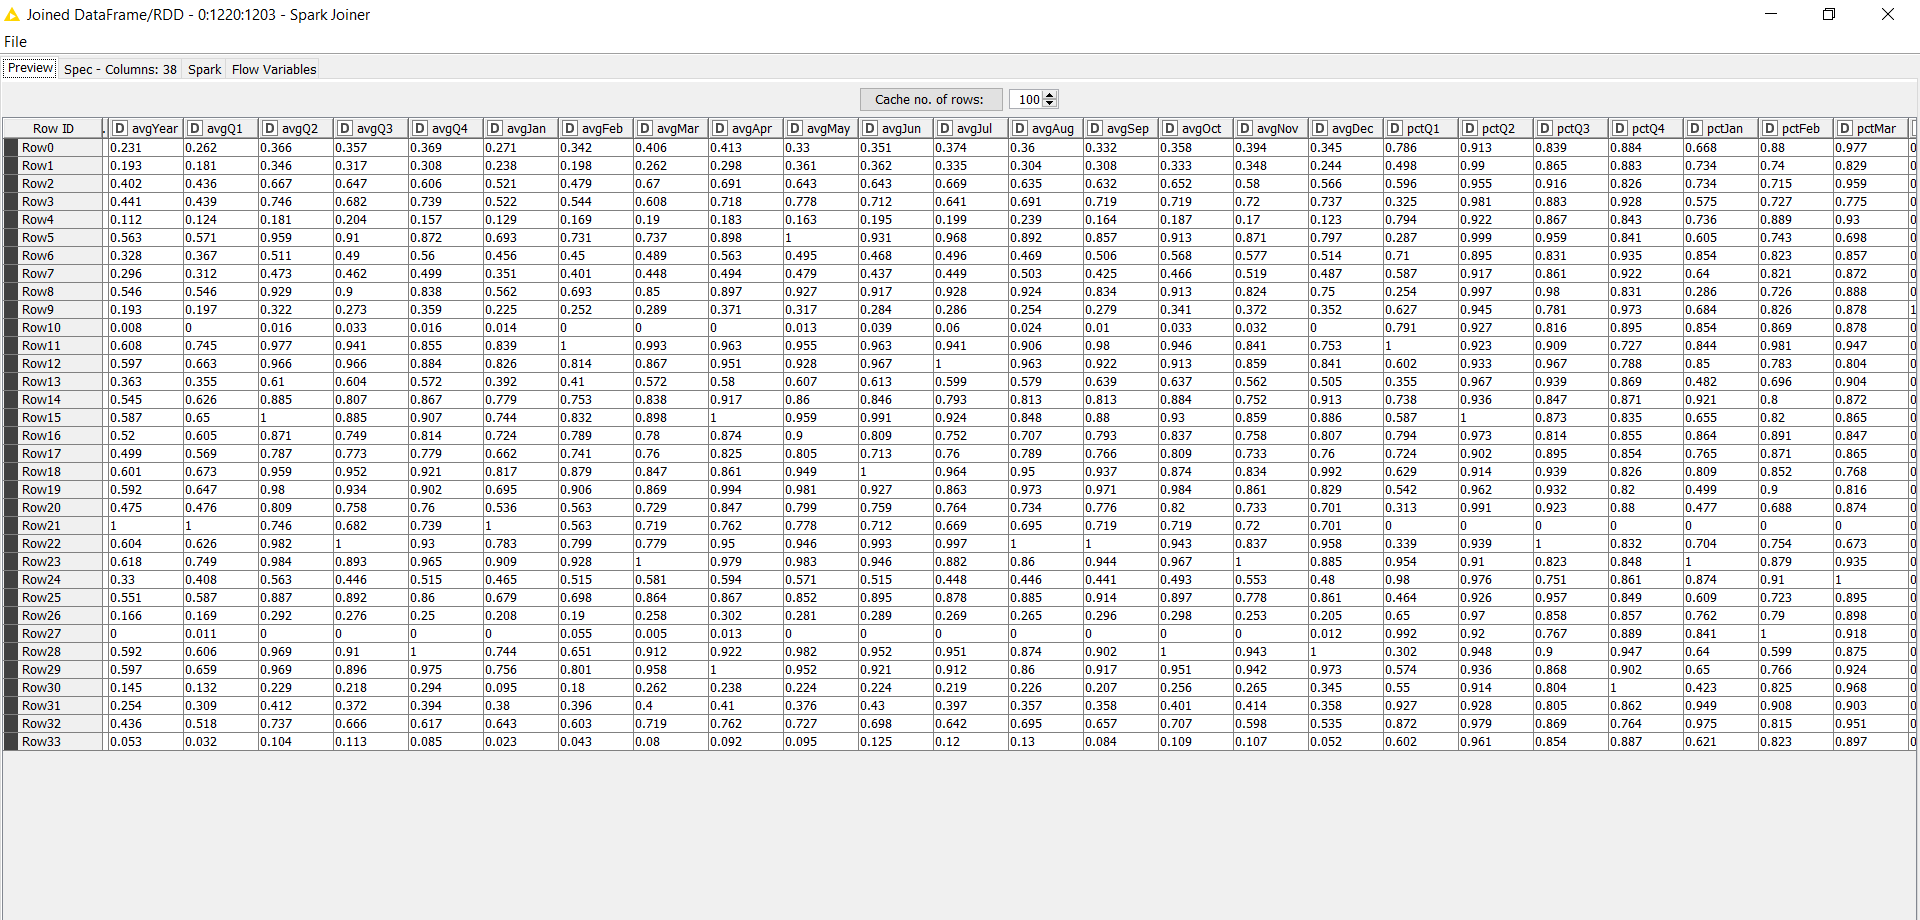 Joined DataFrame/RDD - 0:1220:1203 - Spark Joiner
File
Preview Spec - Columns: 38 Spark Flow Variables
Cache no. of rows: 100
Row ID D avgYear D avgQ1 D avgQ2 D avgQ3 D avgQ4 D avgJan D avgFeb D avgMar D avgApr D avgMay D avgJun D avgJul D avgAug D avgSep D avgOct D avgNov D avgDec D pctQ1 D pctQ2 D pctQ3 D pctQ4 D pctJan D pctFeb D pctMar
Row0 0.231 0.262 0.366 0.357 0.369 0.271 0.342 0.406 0.413 0.33 0.351 0.374 0.36 0.332 0.358 0.394 0.345 0.786 0.913 0.839 0.884 0.668 0.88 0.977
Row1 0.193 0.181 0.346 0.317 0.308 0.238 0.198 0.262 0.298 0.361 0.362 0.335 0.304 0.308 0.333 0.348 0.244 0.498 0.99 0.865 0.883 0.734 0.74 0.829
Row2 0.402 0.436 0.667 0.647 0.606 0.521 0.479 0.67 0.691 0.643 0.643 0.669 0.635 0.632 0.652 0.58 0.566 0.596 0.955 0.916 0.826 0.734 0.715 0.959
Row3 0.441 0.439 0.746 0.682 0.739 0.522 0.544 0.608 0.718 0.778 0.712 0.641 0.691 0.719 0.719 0.72 0.737 0.325 0.981 0.883 0.928 0.575 0.727 0.775
Row4 0.112 0.124 0.181 0.204 0.157 0.129 0.169 0.19 0.183 0.163 0.195 0.199 0.239 0.164 0.187 0.17 0.123 0.794 0.922 0.867 0.843 0.736 0.889 0.93
Row5 0.563 0.571 0.959 0.91 0.872 0.693 0.731 0.737 0.898 1 0.931 0.968 0.892 0.857 0.913 0.871 0.797 0.287 0.999 0.959 0.841 0.605 0.743 0.698
Row6 0.328 0.367 0.511 0.49 0.56 0.456 0.45 0.489 0.563 0.495 0.468 0.496 0.469 0.506 0.568 0.577 0.514 0.71 0.895 0.831 0.935 0.854 0.823 0.857
Row7 0.296 0.312 0.473 0.462 0.499 0.351 0.401 0.448 0.494 0.479 0.437 0.449 0.503 0.425 0.466 0.519 0.487 0.587 0.917 0.861 0.922 0.64 0.821 0.872
Row8 0.546 0.546 0.929 0.9 0.838 0.562 0.693 0.85 0.897 0.927 0.917 0.928 0.924 0.834 0.913 0.824 0.75 0.254 0.997 0.98 0.831 0.286 0.726 0.888
Row9 0.193 0.197 0.322 0.273 0.359 0.225 0.252 0.289 0.371 0.317 0.284 0.286 0.254 0.279 0.341 0.372 0.352 0.627 0.945 0.781 0.973 0.684 0.826 0.878
Row10 0.008 0 0.016 0.033 0.016 0.014 0 0 0 0.013 0.039 0.06 0.024 0.01 0.033 0.032 0 0.791 0.927 0.816 0.895 0.854 0.869 0.878
Row11 0.608 0.745 0.977 0.941 0.855 0.839 1 0.993 0.963 0.955 0.963 0.941 0.906 0.98 0.946 0.841 0.753 1 0.923 0.909 0.727 0.844 0.981 0.947
Row12 0.597 0.663 0.966 0.966 0.884 0.826 0.814 0.867 0.951 0.928 0.967 1 0.963 0.922 0.913 0.859 0.841 0.602 0.933 0.967 0.788 0.85 0.783 0.804
Row13 0.363 0.355 0.61 0.604 0.572 0.392 0.41 0.572 0.58 0.607 0.613 0.599 0.579 0.639 0.637 0.562 0.505 0.355 0.967 0.939 0.869 0.482 0.696 0.904
Row14 0.545 0.626 0.885 0.807 0.867 0.779 0.753 0.838 0.917 0.86 0.846 0.793 0.813 0.813 0.884 0.752 0.913 0.738 0.936 0.847 0.871 0.921 0.8 0.872
Row15 0.587 0.65 1 0.885 0.907 0.744 0.832 0.898 1 0.959 0.991 0.924 0.848 0.88 0.93 0.859 0.886 0.587 1 0.873 0.835 0.655 0.82 0.865
Row16 0.52 0.605 0.871 0.749 0.814 0.724 0.789 0.78 0.874 0.9 0.809 0.752 0.707 0.793 0.837 0.758 0.807 0.794 0.973 0.814 0.855 0.864 0.891 0.847
Row17 0.499 0.569 0.787 0.773 0.779 0.662 0.741 0.76 0.825 0.805 0.713 0.76 0.789 0.766 0.809 0.733 0.76 0.724 0.902 0.895 0.854 0.765 0.871 0.865
Row18 0.601 0.673 0.959 0.952 0.921 0.817 0.879 0.847 0.861 0.949 1 0.964 0.95 0.937 0.874 0.834 0.992 0.629 0.914 0.939 0.826 0.809 0.852 0.768
Row19 0.592 0.647 0.98 0.934 0.902 0.695 0.906 0.869 0.994 0.981 0.927 0.863 0.973 0.971 0.984 0.861 0.829 0.542 0.962 0.932 0.82 0.499 0.9 0.816
Row20 0.475 0.476 0.809 0.758 0.76 0.536 0.563 0.729 0.847 0.799 0.759 0.764 0.734 0.776 0.82 0.733 0.701 0.313 0.991 0.923 0.88 0.477 0.688 0.874
Row21 1 1 0.746 0.682 0.739 1 0.563 0.719 0.762 0.778 0.712 0.669 0.695 0.719 0.719 0.72 0.701 0 0 0 0 0 0 0
Row22 0.604 0.626 0.982 1 0.93 0.783 0.799 0.779 0.95 0.946 0.993 0.997 1 1 0.943 0.837 0.958 0.339 0.939 1 0.832 0.704 0.754 0.673
Row23 0.618 0.749 0.984 0.893 0.965 0.909 0.928 1 0.979 0.983 0.946 0.882 0.86 0.944 0.967 1 0.885 0.954 0.91 0.823 0.848 1 0.879 0.935
Row24 0.33 0.408 0.563 0.446 0.515 0.465 0.515 0.581 0.594 0.571 0.515 0.448 0.446 0.441 0.493 0.553 0.48 0.98 0.976 0.751 0.861 0.874 0.91 1
Row25 0.551 0.587 0.887 0.892 0.86 0.679 0.698 0.864 0.867 0.852 0.895 0.878 0.885 0.914 0.897 0.778 0.861 0.464 0.926 0.957 0.849 0.609 0.723 0.895
Row26 0.166 0.169 0.292 0.276 0.25 0.208 0.19 0.258 0.302 0.281 0.289 0.269 0.265 0.296 0.298 0.253 0.205 0.65 0.97 0.858 0.857 0.762 0.79 0.898
Row27 0 0.011 0 0 0 0 0.055 0.005 0.013 0 0 0 0 0 0 0 0.012 0.992 0.92 0.767 0.889 0.841 1 0.918
Row28 0.592 0.606 0.969 0.91 1 0.744 0.651 0.912 0.922 0.982 0.952 0.951 0.874 0.902 1 0.943 1 0.302 0.948 0.9 0.947 0.64 0.599 0.875
Row29 0.597 0.659 0.969 0.896 0.975 0.756 0.801 0.958 1 0.952 0.921 0.912 0.86 0.917 0.951 0.942 0.973 0.574 0.936 0.868 0.902 0.65 0.766 0.924
Row30 0.145 0.132 0.229 0.218 0.294 0.095 0.18 0.262 0.238 0.224 0.224 0.219 0.226 0.207 0.256 0.265 0.345 0.55 0.914 0.804 1 0.423 0.825 0.968
Row31 0.254 0.309 0.412 0.372 0.394 0.38 0.396 0.4 0.41 0.376 0.43 0.397 0.357 0.358 0.401 0.414 0.358 0.927 0.928 0.805 0.862 0.949 0.908 0.903
Row32 0.436 0.518 0.737 0.666 0.617 0.643 0.603 0.719 0.762 0.727 0.698 0.642 0.695 0.657 0.707 0.598 0.535 0.872 0.979 0.869 0.764 0.975 0.815 0.951
Row33 0.053 0.032 0.104 0.113 0.085 0.023 0.043 0.08 0.092 0.095 0.125 0.12 0.13 0.084 0.109 0.107 0.052 0.602 0.961 0.854 0.887 0.621 0.823 0.897